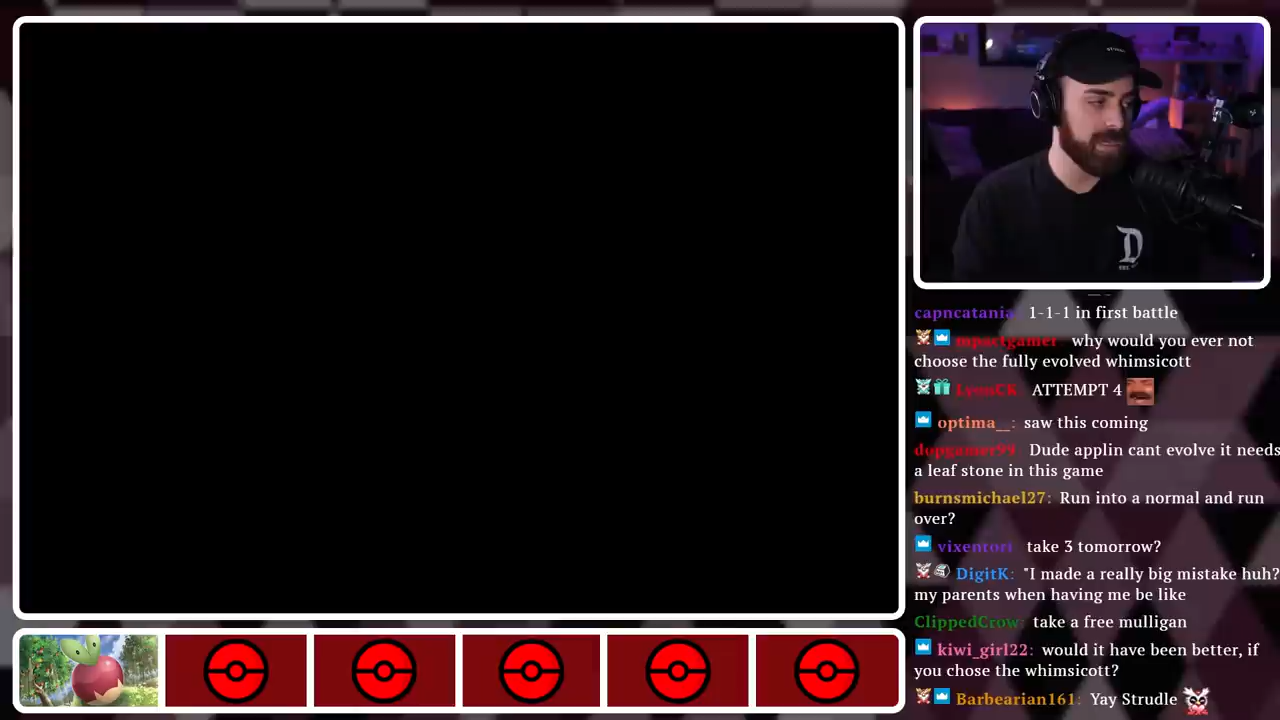 capncatania: 1-1-1 in first battle
mpactgamer why would you ever not
choose the fully evolved whimsicott
LyonCK ATTEMPT 4
optima__: saw this coming
dopgamer99 Dude applin cant evolve it needs
a leaf stone in this game
burnsmichael27: Run into a normal and run
over?
vixentori take 3 tomorrow?
DigitK: "I made a really big mistake huh?
my parents when having me be like
ClippedCrow: take a free mulligan
kiwi_girl22: would it have been better, if
you chose the whimsicott?
Barbearian161: Yay Strudle
D